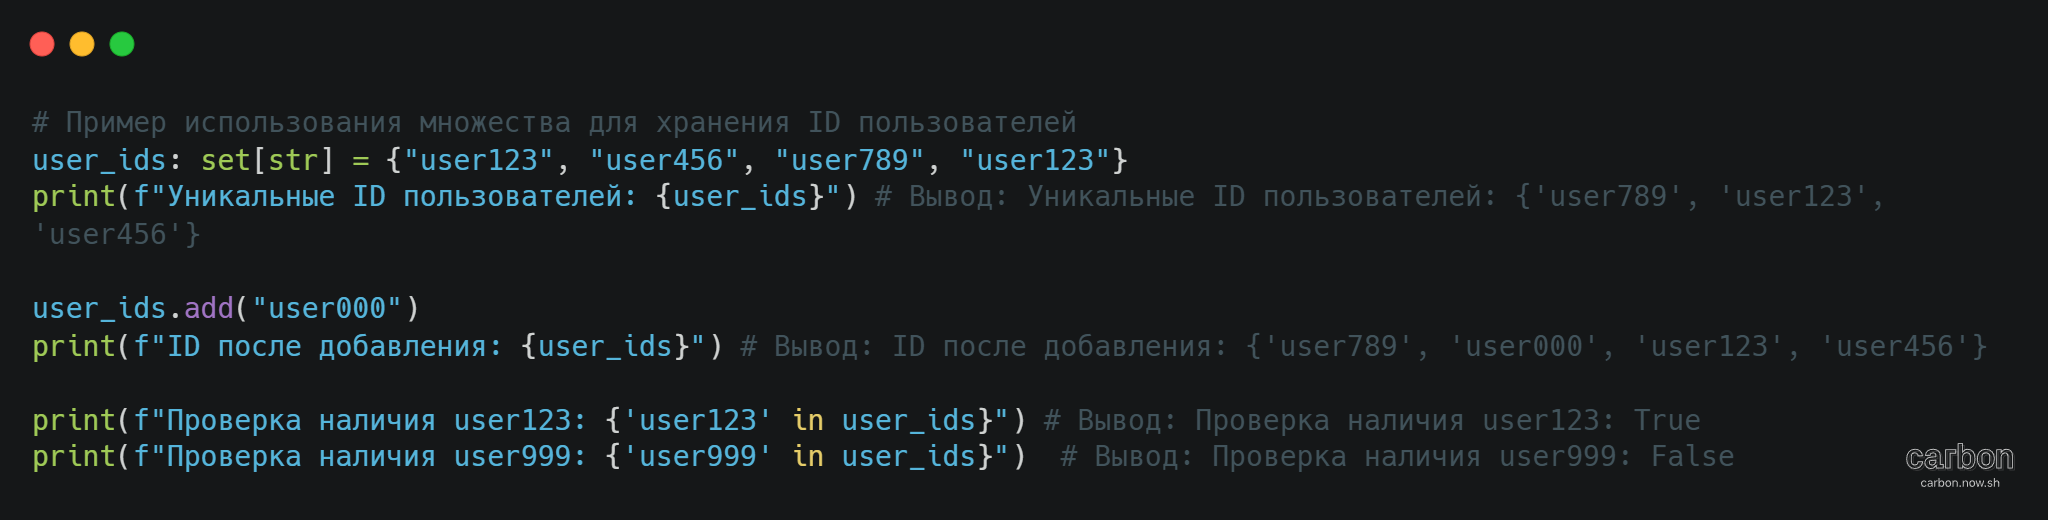 # Пример использования множества для хранения ID пользователей
user_ids: set[str] = {"user123", "user456", "user789", "user123"}
print(f"Уникальные ID пользователей: {user_ids}") # Вывод: Уникальные ID пользователей: {'user789', 'user123',
'user456'}
user_ids.add("user000")
print(f"ID после добавления: {user_ids}") # Вывод: ID после добавления: {'user789', 'user000', 'user123', 'user456'}
print(f"Проверка наличия user123: {'user123' in user_ids}") # Вывод: Проверка наличия user123: True
print(f"Проверка наличия user999: {'user999' in user_ids}")  # Вывод: Проверка наличия user999: False
carbon
carbon.now.sh